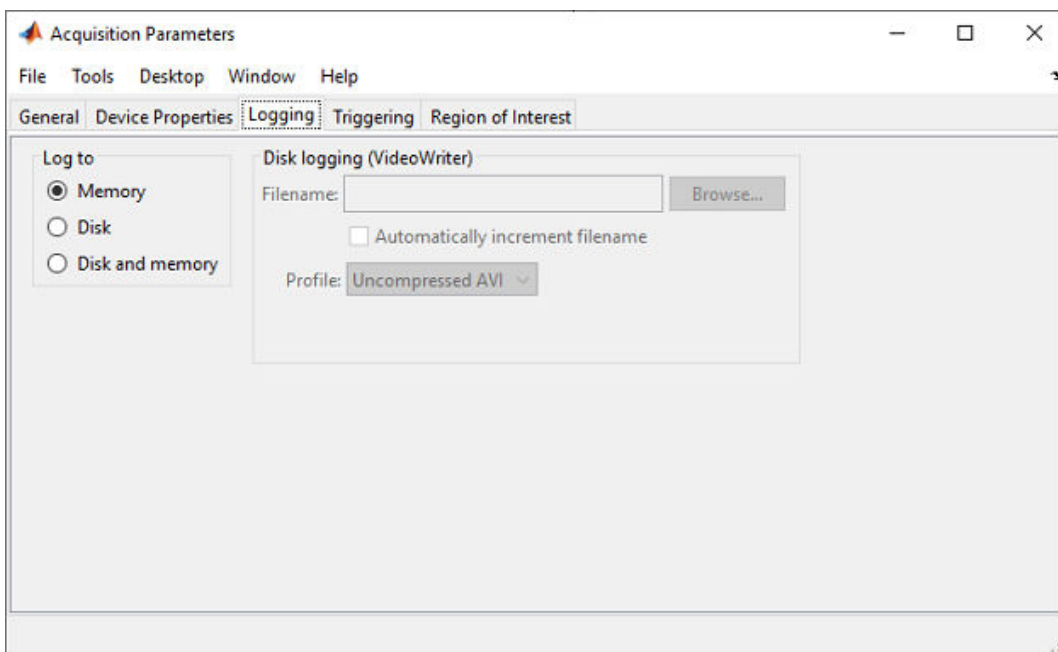 Acquisition Parameters
File Tools Desktop Window Help
General Device Properties Logging Triggering Region of Interest
Log to
Memory
Disk
Disk and memory
Disk logging (VideoWriter)
Filename: Browse...
Automatically increment filename
Profile: Uncompressed AVI